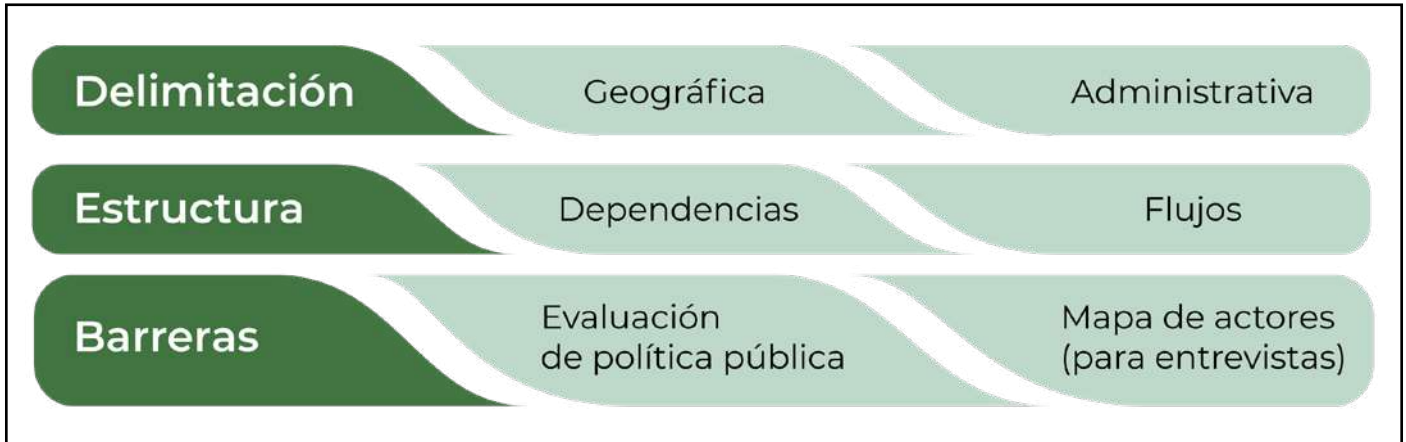 Delimitación
Geográfica
Administrativa
Estructura
Dependencias
Flujos
Barreras
Evaluación
de política pública
Mapa de actores
(para entrevistas)